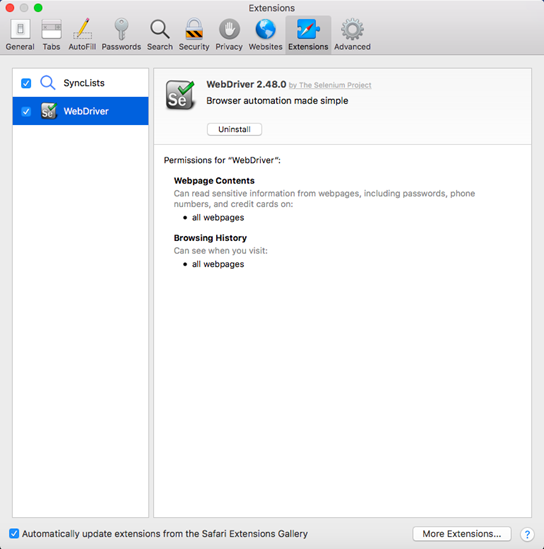 Extensions
General Tabs AutoFill Passwords Search Security Privacy Websites Extensions Advanced
SyncLists
WebDriver
WebDriver 2.48.0 by The Selenium Project
Browser automation made simple
Uninstall
Permissions for “WebDriver”:
Webpage Contents
Can read sensitive information from webpages, including passwords, phone
numbers, and credit cards on:
• all webpages
Browsing History
Can see when you visit:
• all webpages
Automatically update extensions from the Safari Extensions Gallery
More Extensions...
?
Se
Se